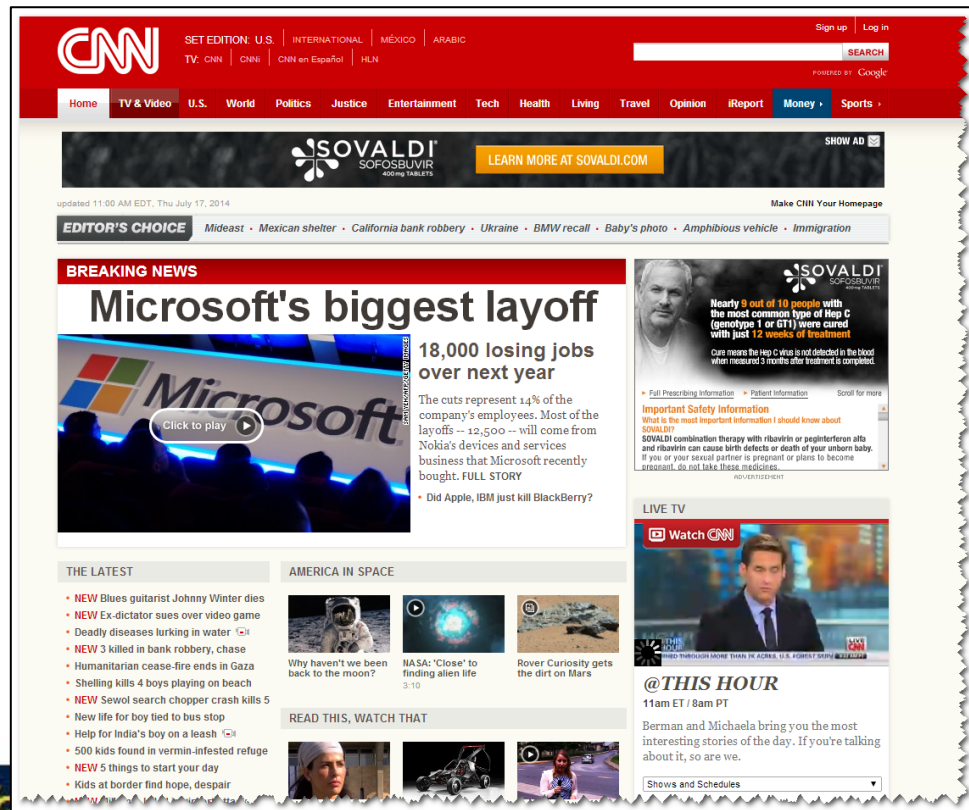 CNN
SET EDITION: U.S. INTERNATIONAL MÉXICO ARABIC
TV: CNN CNNi CNN en Español HLN
Sign up Log in
SEARCH
POWERED BY Google
Home TV & Video U.S. World Politics Justice Entertainment Tech Health Living Travel Opinion iReport Money Sports
SOVALDI
SOFOSBUVIR
400 mg TABLETS
LEARN MORE AT SOVALDI.COM
SHOW AD
updated 11:00 AM EDT, Thu July 17, 2014
Make CNN Your Homepage
EDITOR'S CHOICE Mideast • Mexican shelter • California bank robbery • Ukraine • BMW recall • Baby's photo • Amphibious vehicle • Immigration
BREAKING NEWS
Microsoft's biggest layoff
Microsoft
Click to play
18,000 losing jobs
over next year
The cuts represent 14% of the
company's employees. Most of the
layoffs -- 12,500 -- will come from
Nokia's devices and services
business that Microsoft recently
bought. FULL STORY
• Did Apple, IBM just kill BlackBerry?
SOVALDI
SOFOSBUVIR
400 mg TABLETS
Nearly 9 out of 10 people with
the most common type of Hep C
(genotype 1 or GT1) were cured
with just 12 weeks of treatment
Cure means the Hep C virus is not detected in the blood
when measured 3 months after treatment is completed.
Full Prescribing Information Patient Information Scroll for more
Important Safety Information
What is the most important information I should know about
SOVALDI?
SOVALDI combination therapy with ribavirin or peginterferon alfa
and ribavirin can cause birth defects or death of your unborn baby.
If you or your sexual partner is pregnant or plans to become
pregnant, do not take these medicines.
ADVERTISEMENT
THE LATEST
• NEW Blues guitarist Johnny Winter dies
• NEW Ex-dictator sues over video game
• Deadly diseases lurking in water
• NEW 3 killed in bank robbery, chase
• Humanitarian cease-fire ends in Gaza
• Shelling kills 4 boys playing on beach
• NEW Sewol search chopper crash kills 5
• New life for boy tied to bus stop
• Help for India's boy on a leash
• 500 kids found in vermin-infested refuge
• NEW 5 things to start your day
• Kids at border find hope, despair
AMERICA IN SPACE
Why haven't we been
back to the moon?
NASA: 'Close' to
finding alien life
3:10
Rover Curiosity gets
the dirt on Mars
READ THIS, WATCH THAT
LIVE TV
Watch CNN
LIVE
CNN
@THIS HOUR
11am ET / 8am PT
Berman and Michaela bring you the most
interesting stories of the day. If you're talking
about it, so are we.
Shows and Schedules